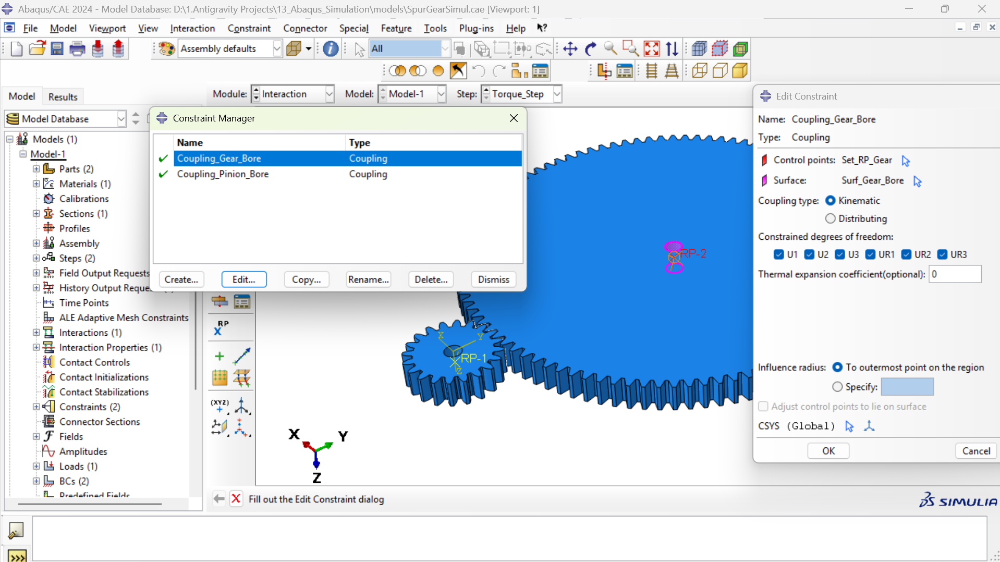 Abaqus/CAE 2024 - Model Database: D:\1.Antigravity Projects\13_Abaqus_Simulation\models\SpurGearSimul.cae [Viewport: 1]
File Model Viewport View Interaction Constraint Connector Special Feature Tools Plug-ins Help ?
Assembly defaults
All
Model Results
Module: Interaction Model: Model-1 Step: Torque_Step
Model Database
Models (1)
Model-1
Parts (2)
Materials (1)
Calibrations
Sections (1)
Profiles
Assembly
Steps (2)
Field Output Requests
History Output Reque
Time Points
ALE Adaptive Mesh Constraints
Interactions (1)
Interaction Properties (1)
Contact Controls
Contact Initializations
Contact Stabilizations
Constraints (2)
Connector Sections
Fields
Amplitudes
Loads (1)
BCs (2)
Predefined Fields
Constraint Manager
Name Type
Coupling_Gear_Bore Coupling
Coupling_Pinion_Bore Coupling
Create... Edit... Copy... Rename... Delete... Dismiss
RP
X
(XYZ)
RP-2
X Y
RP-1
Z
X Y
Z
Edit Constraint
Name: Coupling_Gear_Bore
Type: Coupling
Control points: Set_RP_Gear
Surface: Surf_Gear_Bore
Coupling type: Kinematic
Distributing
Constrained degrees of freedom:
U1 U2 U3 UR1 UR2 UR3
Thermal expansion coefficient(optional): 0
Influence radius: To outermost point on the region
Specify:
Adjust control points to lie on surface
CSYS (Global)
OK Cancel
Fill out the Edit Constraint dialog
SIMULIA
>>>